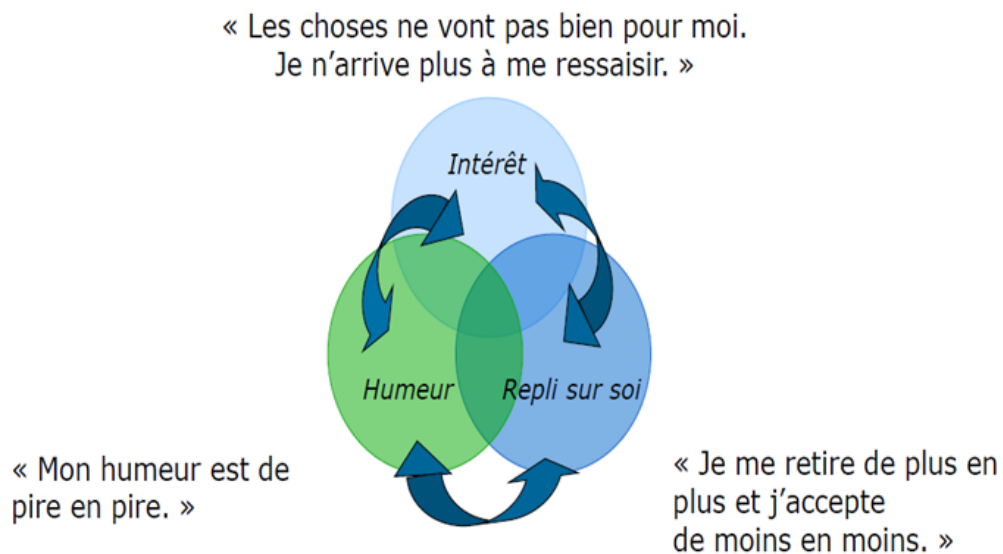 « Les choses ne vont pas bien pour moi.
Je n’arrive plus à me ressaisir. »
Intérêt
Humeur
Repli sur soi
« Mon humeur est de
pire en pire. »
« Je me retire de plus en
plus et j’accepte
de moins en moins. »